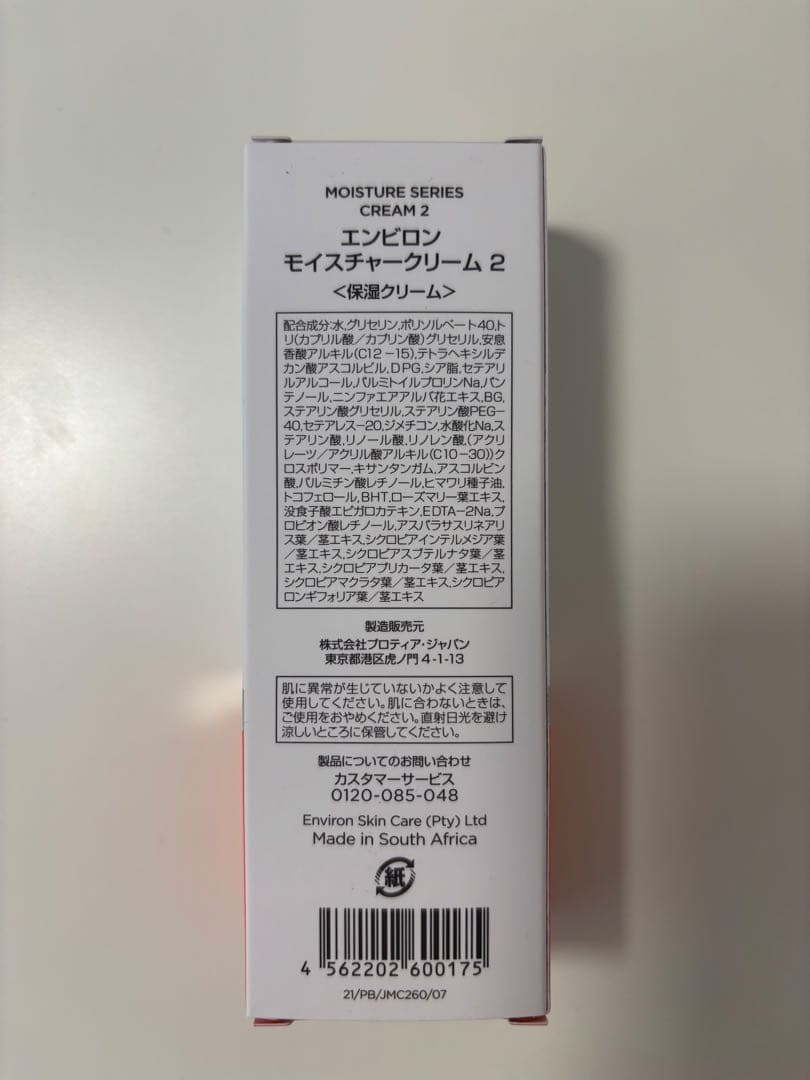 MOISTURE SERIES
CREAM 2
エンビロン
モイスチャークリーム 2
＜保湿クリーム＞
配合成分:水,グリセリン,ポリソルベート40,ト
リ(カプリル酸／カプリン酸)グリセリル,安息
香酸アルキル(C12－15),テトラヘキシルデ
カン酸アスコルビル,DPG,シア脂,セテアリ
ルアルコール,パルミトイルプロリンNa,パン
テノール,ニンファエアアルバ花エキス,BG,
ステアリン酸グリセリル,ステアリン酸PEG-
40,セテアレス-20,ジメチコン,水酸化Na,ス
テアリン酸,リノール酸,リノレン酸,(アクリ
レーツ／アクリル酸アルキル(C10-30))ク
ロスポリマー,キサンタンガム,アスコルビン
酸,パルミチン酸レチノール,ヒマワリ種子油,
トコフェロール,BHT,ローズマリー葉エキス,
没食子酸エピガロカテキン,EDTA-2Na,プ
ロピオン酸レチノール,アスパラサスリネアリ
ス葉／茎エキス,シクロピアインテルメジア葉
／茎エキス,シクロピアスブテルナタ葉／茎
エキス,シクロピアプリカータ葉／茎エキス,
シクロピアマクラタ葉／茎エキス,シクロピア
ロンギフォリア葉／茎エキス
製造販売元
株式会社プロティア・ジャパン
東京都港区虎ノ門 4-1-13
肌に異常が生じていないかよく注意して
使用してください。肌に合わないときは、
ご使用をおやめください。直射日光を避け
涼しいところに保管してください。
製品についてのお問い合わせ
カスタマーサービス
0120-085-048
Environ Skin Care (Pty) Ltd
Made in South Africa
紙
4 562202 600175
21/PB/JMC260/07